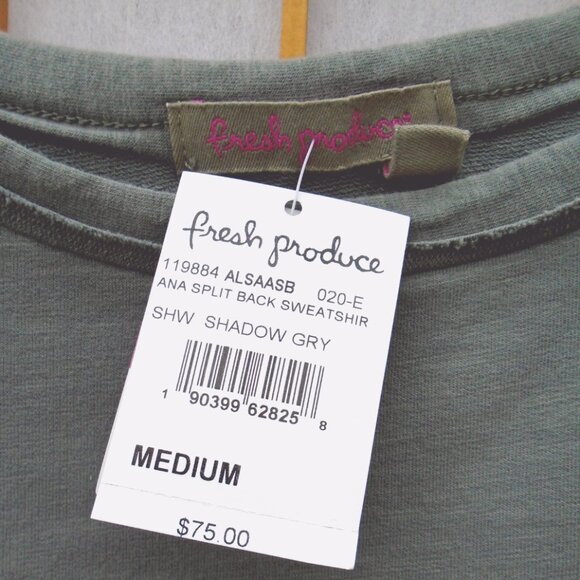 fresh produce
fresh produce
119884 ALSAASB 020-E
ANA SPLIT BACK SWEATSHIR
SHW SHADOW GRY
1 90399 62825 8
MEDIUM
$75.00